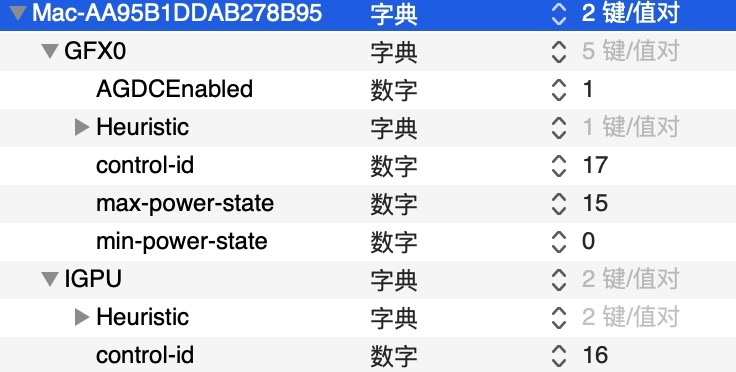 Mac-AA95B1DDAB278B95 字典 2 键/值对
GFX0 字典 5 键/值对
AGDCEnabled 数字 1
Heuristic 字典 1 键/值对
control-id 数字 17
max-power-state 数字 15
min-power-state 数字 0
IGPU 字典 2 键/值对
Heuristic 字典 2 键/值对
control-id 数字 16